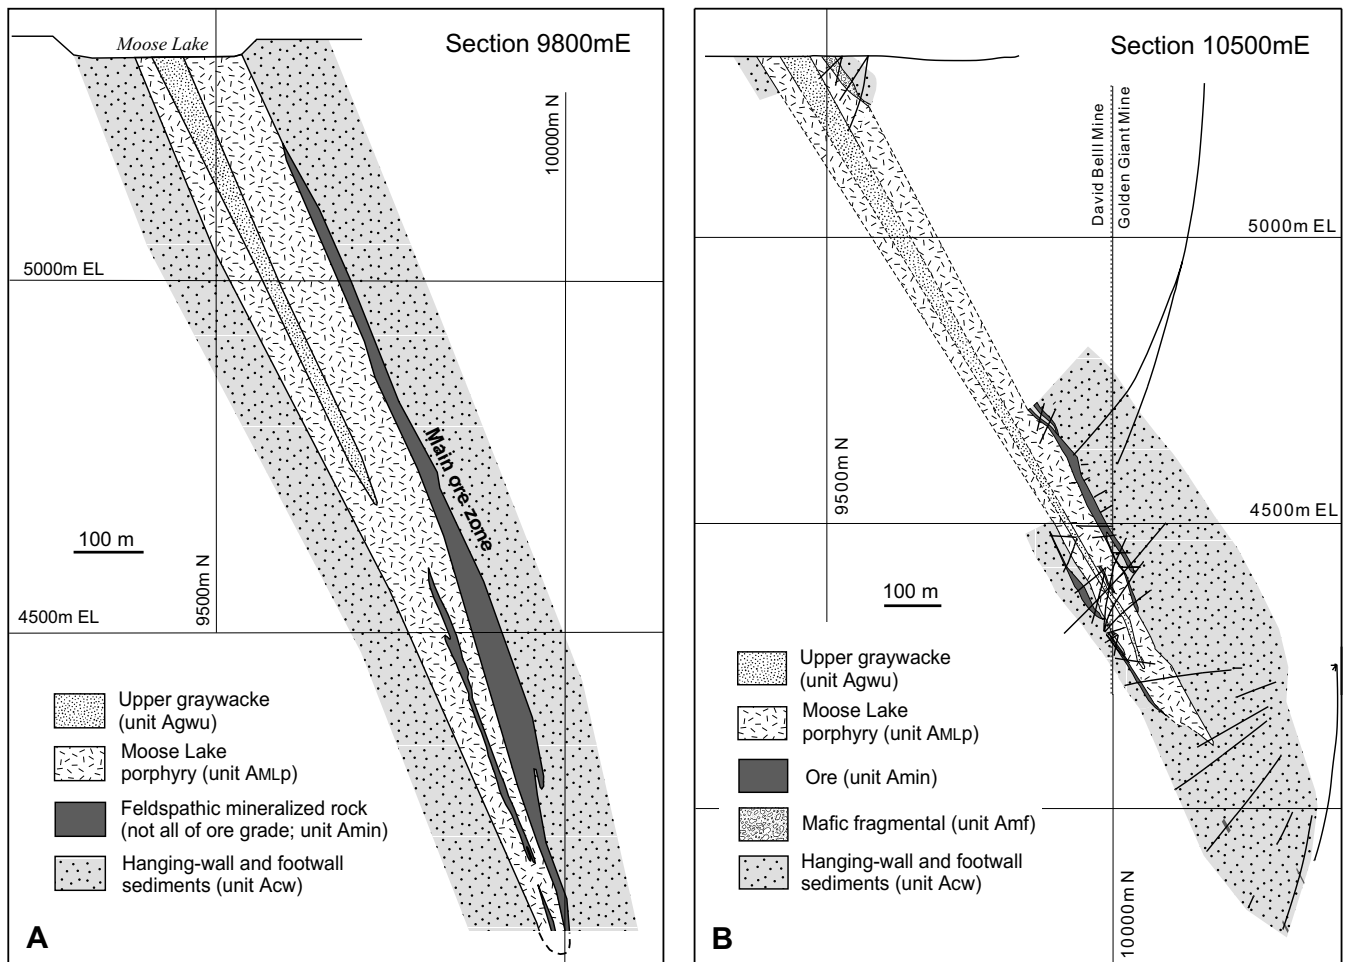 Moose Lake
Section 9800mE
10000m N
5000m EL
Main ore zone
100 m
9500m N
4500m EL
Upper graywacke
(unit Agwu)
Moose Lake
porphyry (unit AMLp)
Feldspathic mineralized rock
(not all of ore grade; unit Amin)
Hanging-wall and footwall
sediments (unit Acw)
A
Section 10500mE
David Belll Mine
Golden Giant Mine
5000m EL
9500m N
4500m EL
100 m
Upper graywacke
(unit Agwu)
Moose Lake
porphyry (unit AMLp)
Ore (unit Amin)
Mafic fragmental (unit Amf)
Hanging-wall and footwall
sediments (unit Acw)
10000m N
B